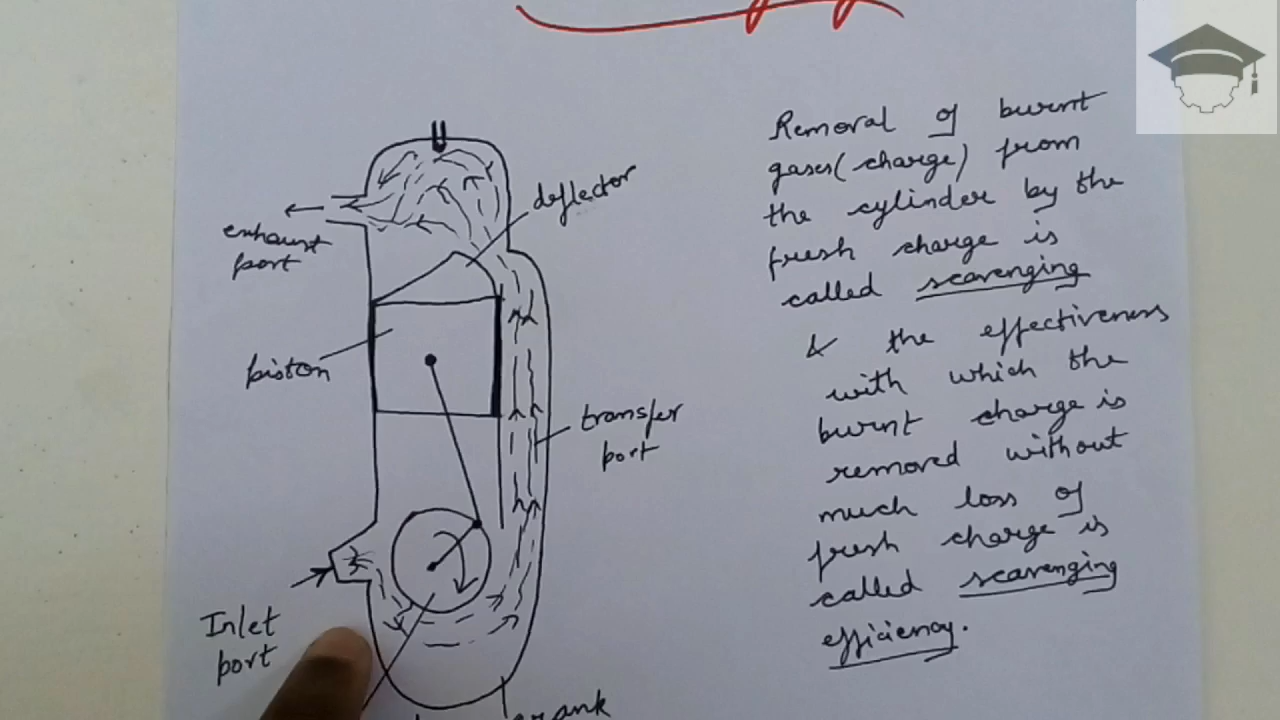 deflector
exhaust
port
piston
transfer
port
Inlet
port
crank
Removal of burnt
gases(charge) from
the cylinder by the
fresh charge is
called scavenging
& the effectiveness
with which the
burnt charge is
removed without
much loss of
fresh charge is
called scavenging
efficiency.